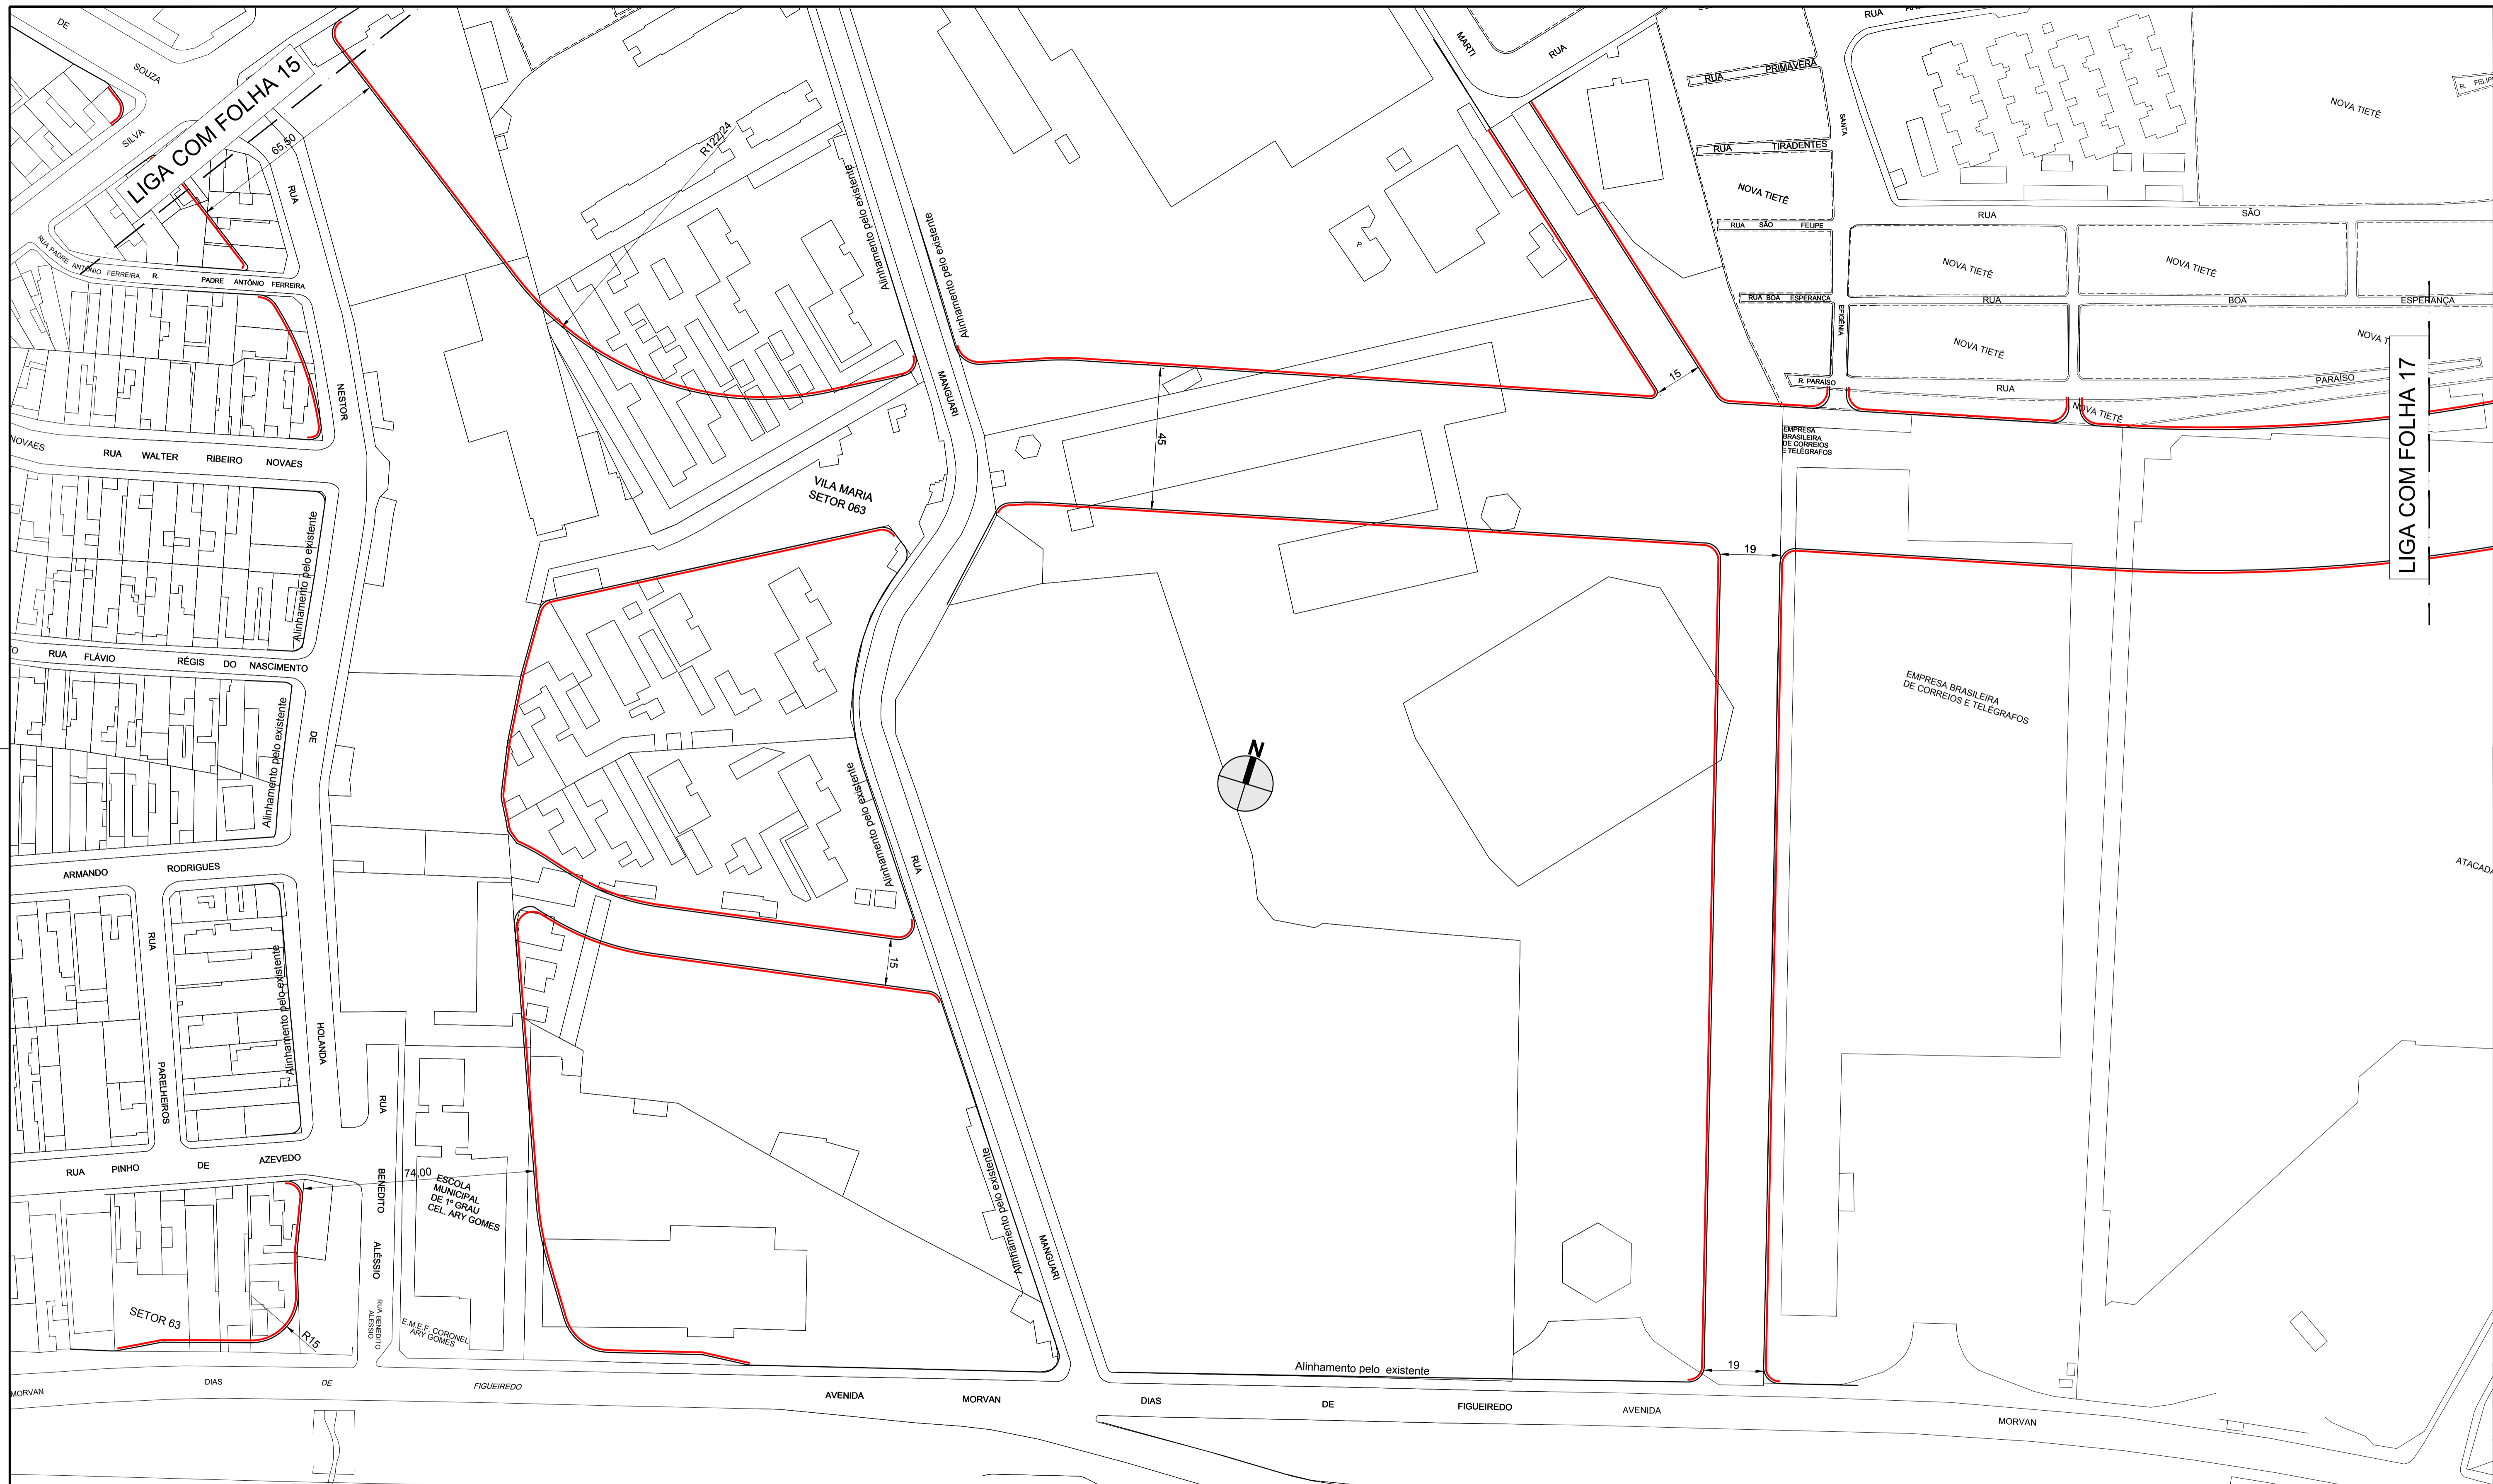 DE
SOUZA
SILVA
LIGA COM FOLHA 15
65,50
RUA
RUA PADRE ANTÔNIO FERREIRA
R. PADRE ANTÔNIO FERREIRA
NESTOR
NOVAES
RUA WALTER RIBEIRO NOVAES
Alinhamento pelo existente
RUA FLÁVIO RÉGIS DO NASCIMENTO
Alinhamento pelo existente
DE
ARMANDO RODRIGUES
RUA
PARELHEIROS
Alinhamento pelo existente
HOLANDA
RUA
BENEDITO
ALÉSSIO
RUA PINHO DE AZEVEDO
74,00
ESCOLA
MUNICIPAL
DE 1º GRAU
CEL. ARY GOMES
SETOR 63
R15
RUA BENEDITO
ALESSIO
E.M.E.F. CORONEL
ARY GOMES
MORVAN DIAS DE FIGUEIREDO
AVENIDA MORVAN DIAS DE FIGUEIREDO
AVENIDA MORVAN
R122,24
Alinhamento pelo existente
Alinhamento pelo existente
MANGUARI
VILA MARIA
SETOR 063
Alinhamento pelo existente
RUA
15
Alinhamento pelo existente
MANGUARI
Alinhamento pelo existente
45
15
19
19
N
P
MARTI
RUA
RUA PRIMAVERA
RUA TIRADENTES
SANTA
NOVA TIETÊ
RUA SÃO FELIPE
RUA BOA ESPERANÇA
EFIGÊNIA
R. PARAÍSO
RUA
NOVA TIETÊ
R. FELIP
RUA SÃO
NOVA TIETÊ
NOVA TIETÊ
RUA BOA ESPERANÇA
NOVA TIETÊ
NOVA T
RUA PARAÍSO
NOVA TIETÊ
EMPRESA
BRASILEIRA
DE CORREIOS
E TELÉGRAFOS
EMPRESA BRASILEIRA
DE CORREIOS E TELÉGRAFOS
LIGA COM FOLHA 17
ATACADA